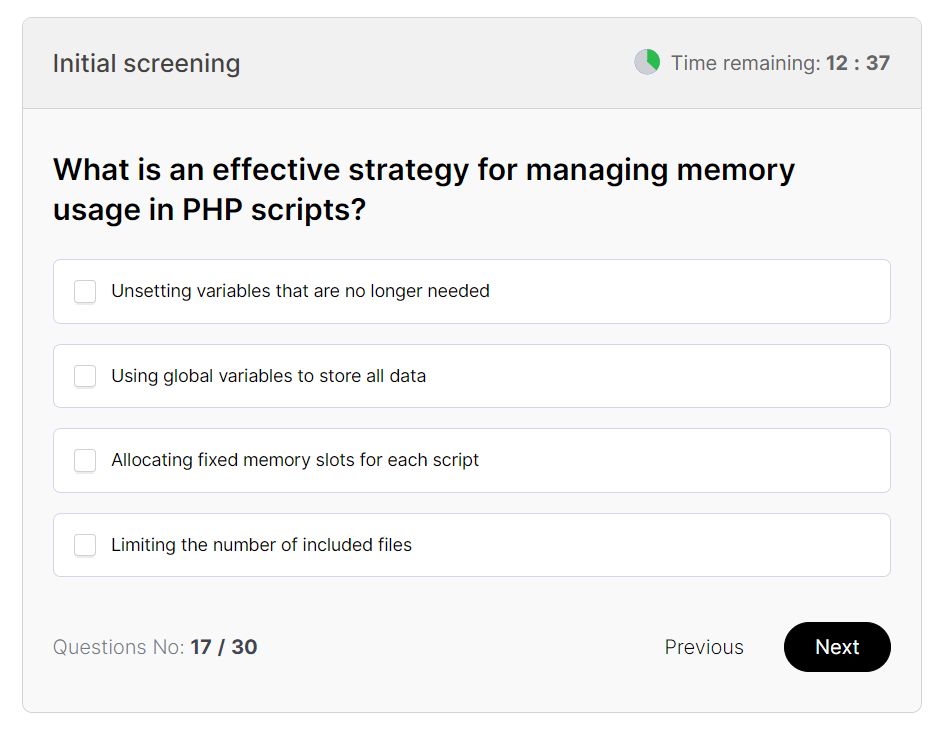 Initial screening
Time remaining: 12 : 37
What is an effective strategy for managing memory
usage in PHP scripts?
Unsetting variables that are no longer needed
Using global variables to store all data
Allocating fixed memory slots for each script
Limiting the number of included files
Questions No: 17 / 30
Previous
Next